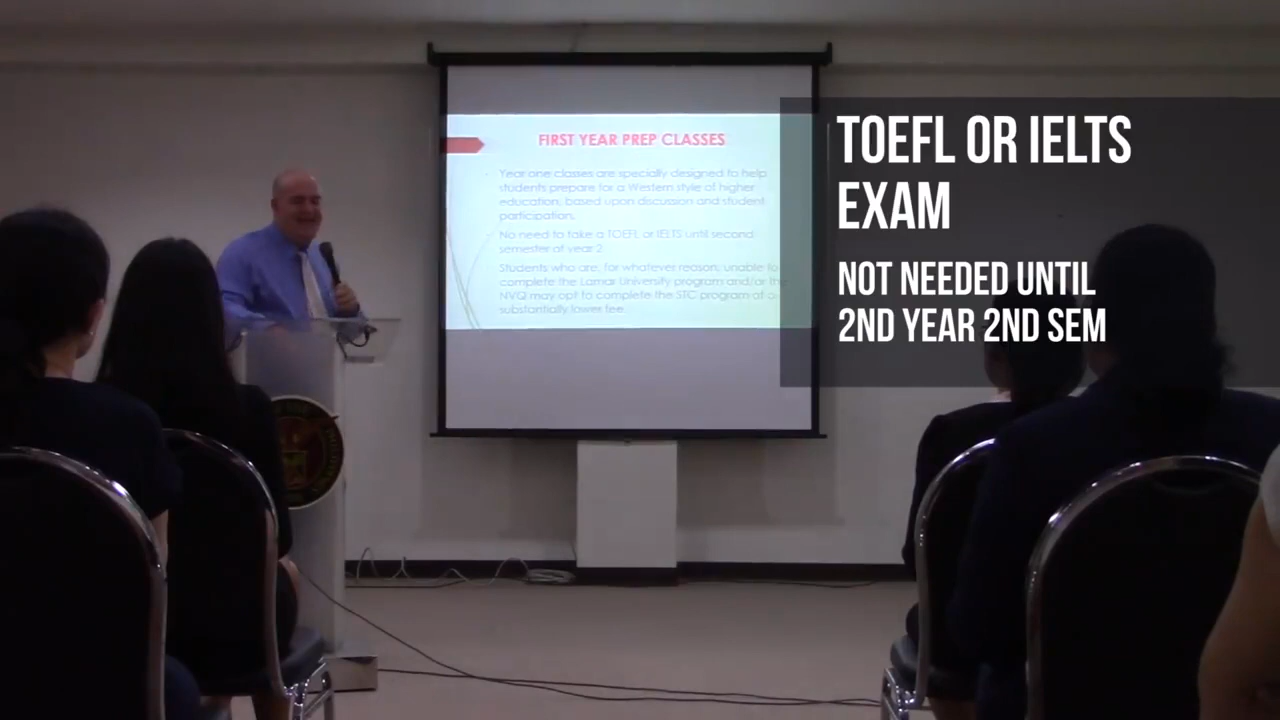 FIRST YEAR PREP CLASSES
Year one classes are specially designed to help
students prepare for a Western style of higher
education, based upon discussion and student
participation.
No need to take a TOEFL or IELTS until second
semester of year 2
Students who are, for whatever reason, unable to
complete the Lamar University program and/or the
NVQ may opt to complete the STC program at a
substantially lower fee.
TOEFL OR IELTS
EXAM
NOT NEEDED UNTIL
2ND YEAR 2ND SEM